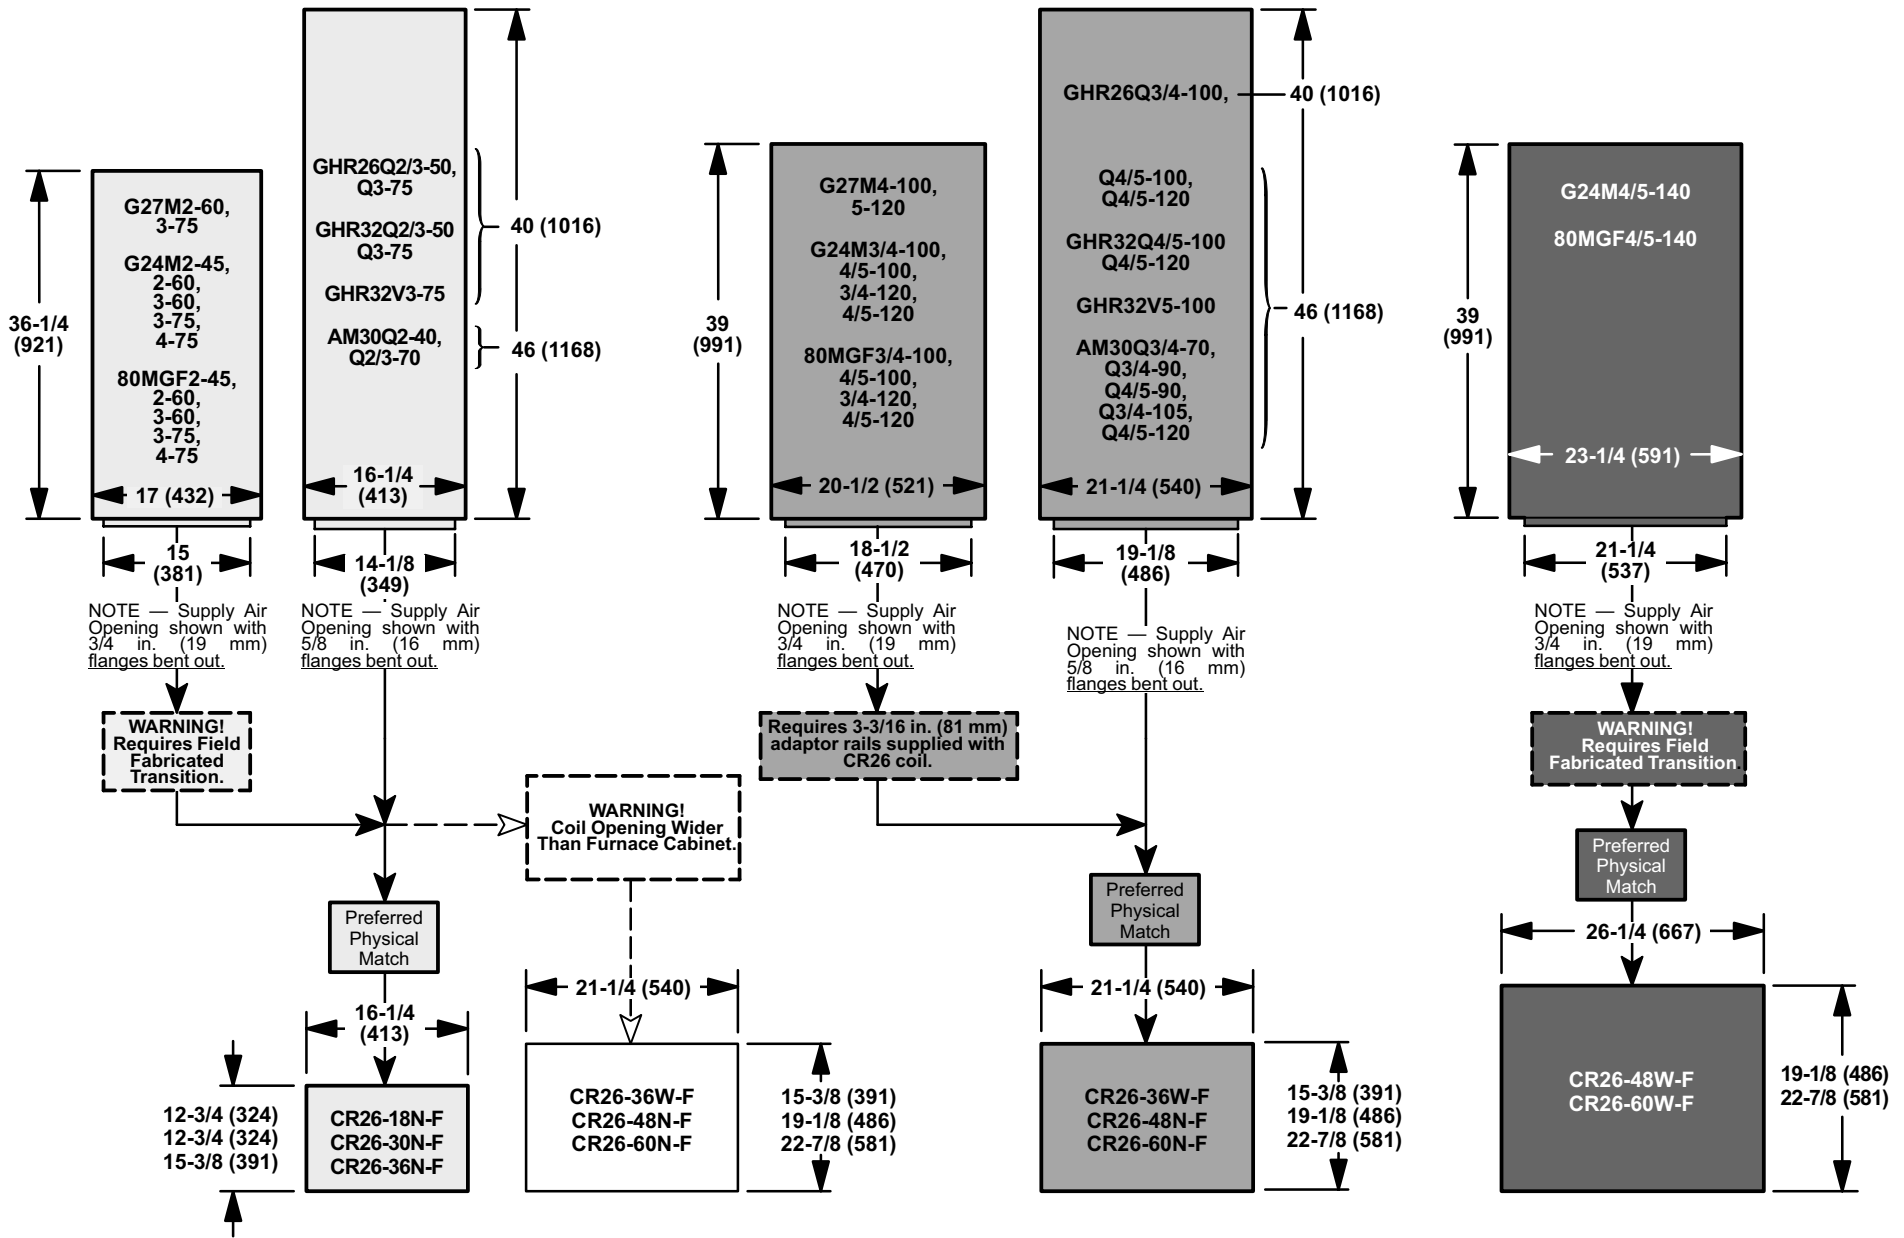 36-1/4
(921)
G27M2-60,
3-75
G24M2-45,
2-60,
3-60,
3-75,
4-75
80MGF2-45,
2-60,
3-60,
3-75,
4-75
17 (432)
15
(381)
NOTE — Supply Air
Opening shown with
3/4 in. (19 mm)
flanges bent out.
WARNING!
Requires Field
Fabricated
Transition.
GHR26Q2/3-50,
Q3-75
GHR32Q2/3-50
Q3-75
GHR32V3-75
AM30Q2-40,
Q2/3-70
40 (1016)
46 (1168)
16-1/4
(413)
14-1/8
(349)
NOTE — Supply Air
Opening shown with
5/8 in. (16 mm)
flanges bent out.
WARNING!
Coil Opening Wider
Than Furnace Cabinet.
Preferred
Physical
Match
16-1/4
(413)
12-3/4 (324)
12-3/4 (324)
15-3/8 (391)
CR26-18N-F
CR26-30N-F
CR26-36N-F
21-1/4 (540)
CR26-36W-F
CR26-48N-F
CR26-60N-F
15-3/8 (391)
19-1/8 (486)
22-7/8 (581)
39
(991)
G27M4-100,
5-120
G24M3/4-100,
4/5-100,
3/4-120,
4/5-120
80MGF3/4-100,
4/5-100,
3/4-120,
4/5-120
20-1/2 (521)
18-1/2
(470)
NOTE — Supply Air
Opening shown with
3/4 in. (19 mm)
flanges bent out.
Requires 3-3/16 in. (81 mm)
adaptor rails supplied with
CR26 coil.
GHR26Q3/4-100,
40 (1016)
Q4/5-100,
Q4/5-120
GHR32Q4/5-100
Q4/5-120
GHR32V5-100
AM30Q3/4-70,
Q3/4-90,
Q4/5-90,
Q3/4-105,
Q4/5-120
46 (1168)
21-1/4 (540)
19-1/8
(486)
NOTE — Supply Air
Opening shown with
5/8 in. (16 mm)
flanges bent out.
Preferred
Physical
Match
21-1/4 (540)
CR26-36W-F
CR26-48N-F
CR26-60N-F
15-3/8 (391)
19-1/8 (486)
22-7/8 (581)
39
(991)
G24M4/5-140
80MGF4/5-140
23-1/4 (591)
21-1/4
(537)
NOTE — Supply Air
Opening shown with
3/4 in. (19 mm)
flanges bent out.
WARNING!
Requires Field
Fabricated Transition.
Preferred
Physical
Match
26-1/4 (667)
CR26-48W-F
CR26-60W-F
19-1/8 (486)
22-7/8 (581)